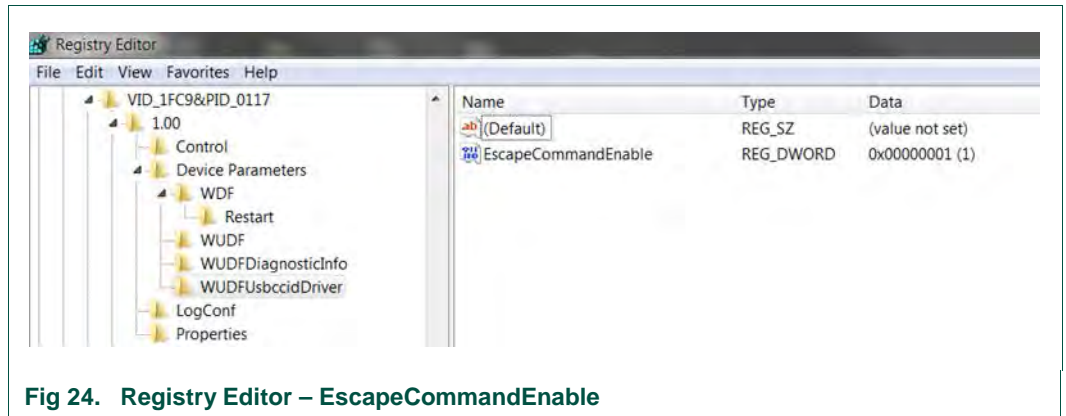 Registry Editor
File Edit View Favorites Help
VID_1FC9&PID_0117
1.00
Control
Device Parameters
WDF
Restart
WUDF
WUDFDiagnosticInfo
WUDFUsbccidDriver
LogConf
Properties
Name Type Data
ab (Default) REG_SZ (value not set)
EscapeCommandEnable REG_DWORD 0x00000001 (1)
Fig 24. Registry Editor – EscapeCommandEnable